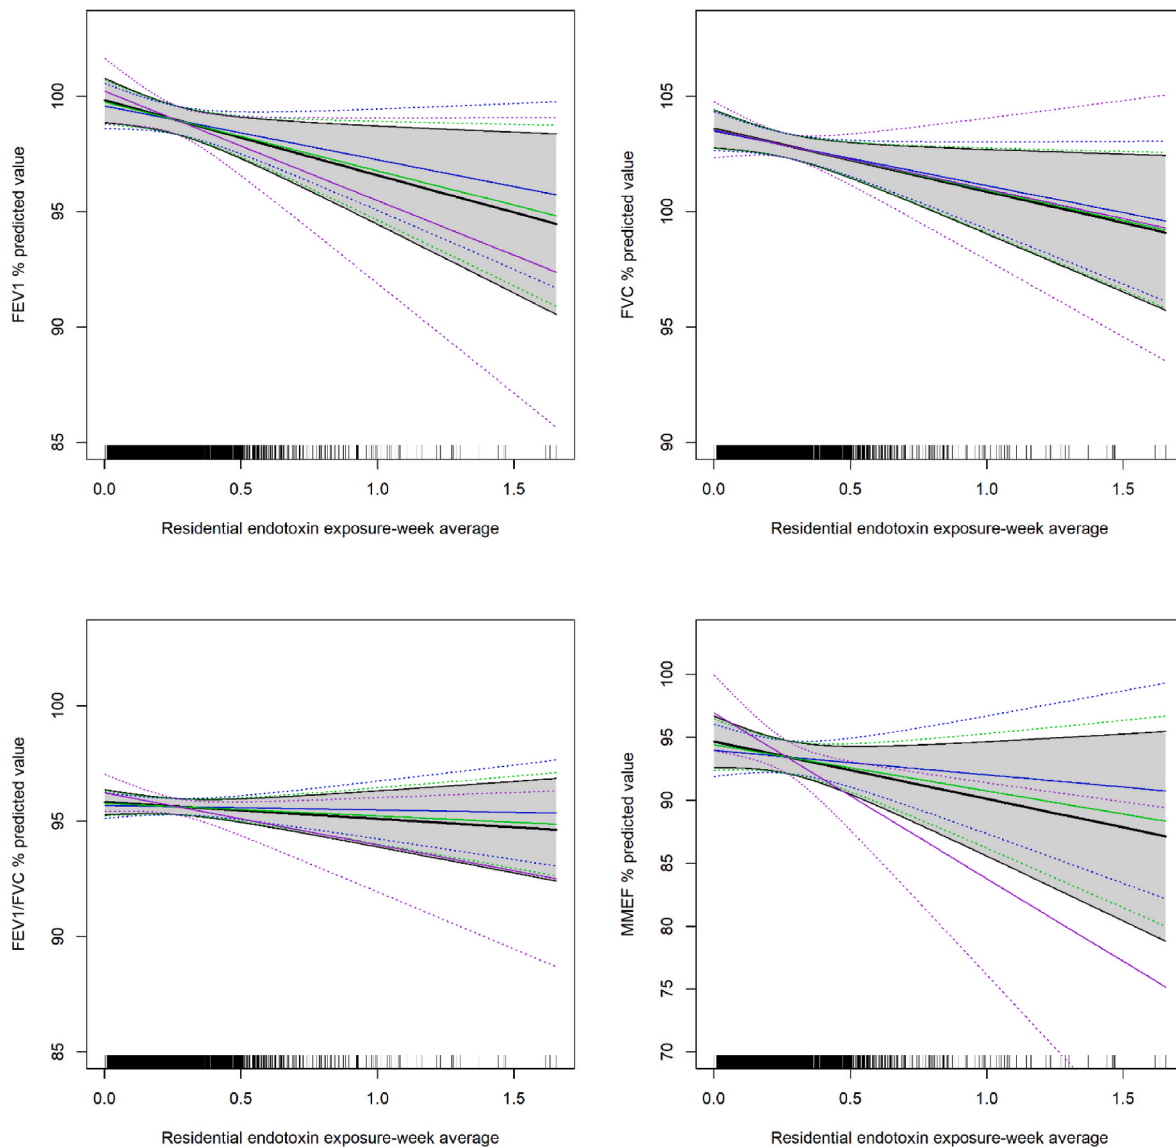 FEV1 % predicted value
100
95
90
85
0.0 0.5 1.0 1.5
Residential endotoxin exposure-week average
FVC % predicted value
105
100
95
90
0.0 0.5 1.0 1.5
Residential endotoxin exposure-week average
FEV1/FVC % predicted value
100
95
90
85
0.0 0.5 1.0 1.5
Residential endotoxin exposure-week average
MMEF % predicted value
100
95
90
85
80
75
70
0.0 0.5 1.0 1.5
Residential endotoxin exposure-week average